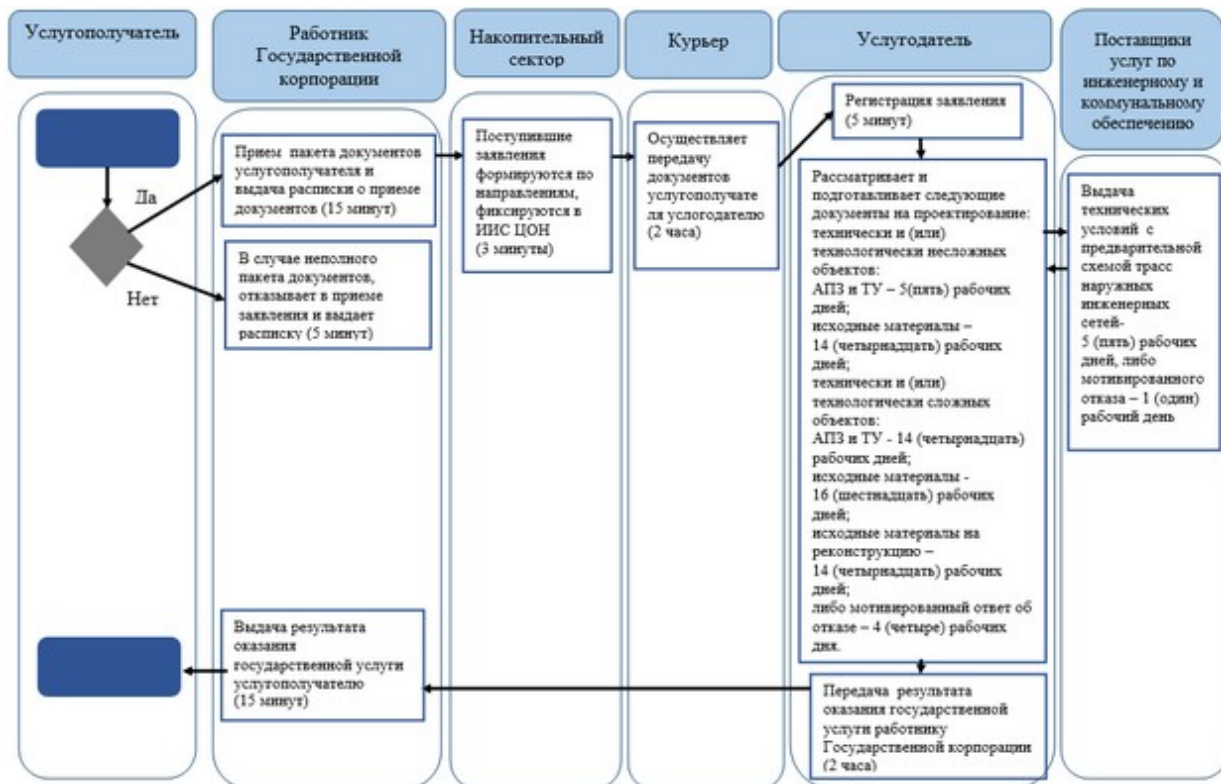 Услугополучатель
Работник
Государственной
корпорации
Накопительный
сектор
Курьер
Услугодатель
Поставщики
услуг по
инженерному и
коммунальному
обеспечению
Да
Нет
Прием пакета документов
услугополучателя и
выдача расписки о приеме
документов (15 минут)
В случае неполного
пакета документов,
отказывает в приеме
заявления и выдает
расписку (5 минут)
Поступившие
заявления
формируются по
направлениям,
фиксируются в
ИИС ЦОН
(3 минуты)
Осуществляет
передачу
документов
услугополучате
ля услогодателю
(2 часа)
Регистрация заявления
(5 минут)
Рассматривает и
подготавливает следующие
документы на проектирование:
технически и (или)
технологически несложных
объектов:
АПЗ и ТУ – 5(пять) рабочих
дней;
исходные материалы –
14 (четырнадцать) рабочих
дней;
технически и (или)
технологически сложных
объектов:
АПЗ и ТУ - 14 (четырнадцать)
рабочих дней;
исходные материалы -
16 (шестнадцать) рабочих
дней;
исходные материалы на
реконструкцию –
14 (четырнадцать) рабочих
дней;
либо мотивированный ответ об
отказе – 4 (четыре) рабочих
дня.
Выдача
технических
условий с
предварительной
схемой трасс
наружных
инженерных
сетей-
5 (пять) рабочих
дней, либо
мотивированного
отказа – 1 (один)
рабочий день
Выдача результата
оказания
государственной услуги
услугополучателю
(15 минут)
Передача результата
оказания государственной
услуги работнику
Государственной корпорации
(2 часа)